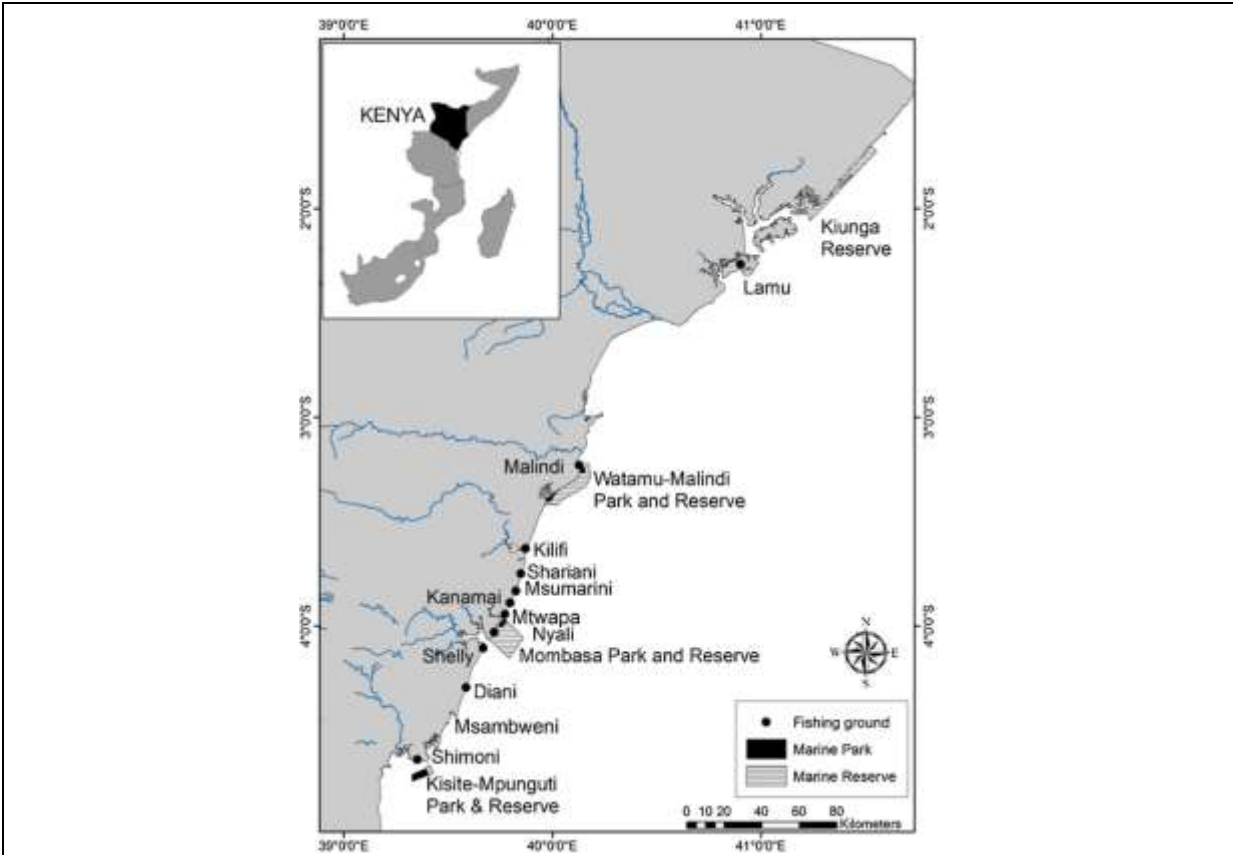 39°0'0"E 40°0'0"E 41°0'0"E
KENYA
2°0'0"S 2°0'0"S
Kiunga
Reserve
Lamu
3°0'0"S 3°0'0"S
Malindi
Watamu-Malindi
Park and Reserve
Kilifi
Shariani
Msumarini
Kanamai
Mtwapa
4°0'0"S 4°0'0"S
Nyali
Shelly
Mombasa Park and Reserve
N
W E
S
Diani
Msambweni
Shimoni
Kisite-Mpunguti
Park & Reserve
Fishing ground
Marine Park
Marine Reserve
0 10 20 40 60 80
Kilometers
39°0'0"E 40°0'0"E 41°0'0"E